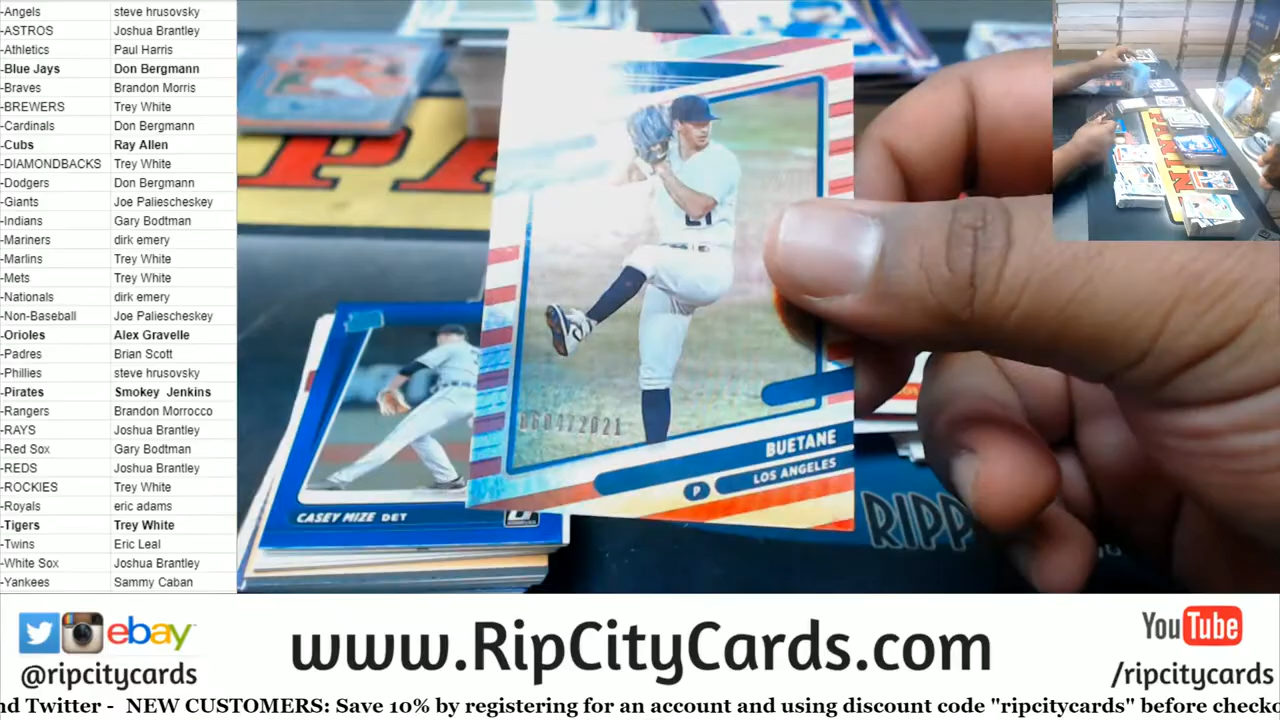 -Angels steve hrusovsky
-ASTROS Joshua Brantley
-Athletics Paul Harris
-Blue Jays Don Bergmann
-Braves Brandon Morris
-BREWERS Trey White
-Cardinals Don Bergmann
-Cubs Ray Allen
-DIAMONDBACKS Trey White
-Dodgers Don Bergmann
-Giants Joe Paliescheskey
-Indians Gary Bodtman
-Mariners dirk emery
-Marlins Trey White
-Mets Trey White
-Nationals dirk emery
-Non-Baseball Joe Paliescheskey
-Orioles Alex Gravelle
-Padres Brian Scott
-Phillies steve hrusovsky
-Pirates Smokey Jenkins
-Rangers Brandon Morrocco
-RAYS Joshua Brantley
-Red Sox Gary Bodtman
-REDS Joshua Brantley
-ROCKIES Trey White
-Royals eric adams
-Tigers Trey White
-Twins Eric Leal
-White Sox Joshua Brantley
-Yankees Sammy Caban
BUETANE
P LOS ANGELES
CASEY MIZE DET
RIPP
PANIN
ebay
@ripcitycards
www.RipCityCards.com
YouTube
/ripcitycards
nd Twitter - NEW CUSTOMERS: Save 10% by registering for an account and using discount code "ripcitycards" before checko